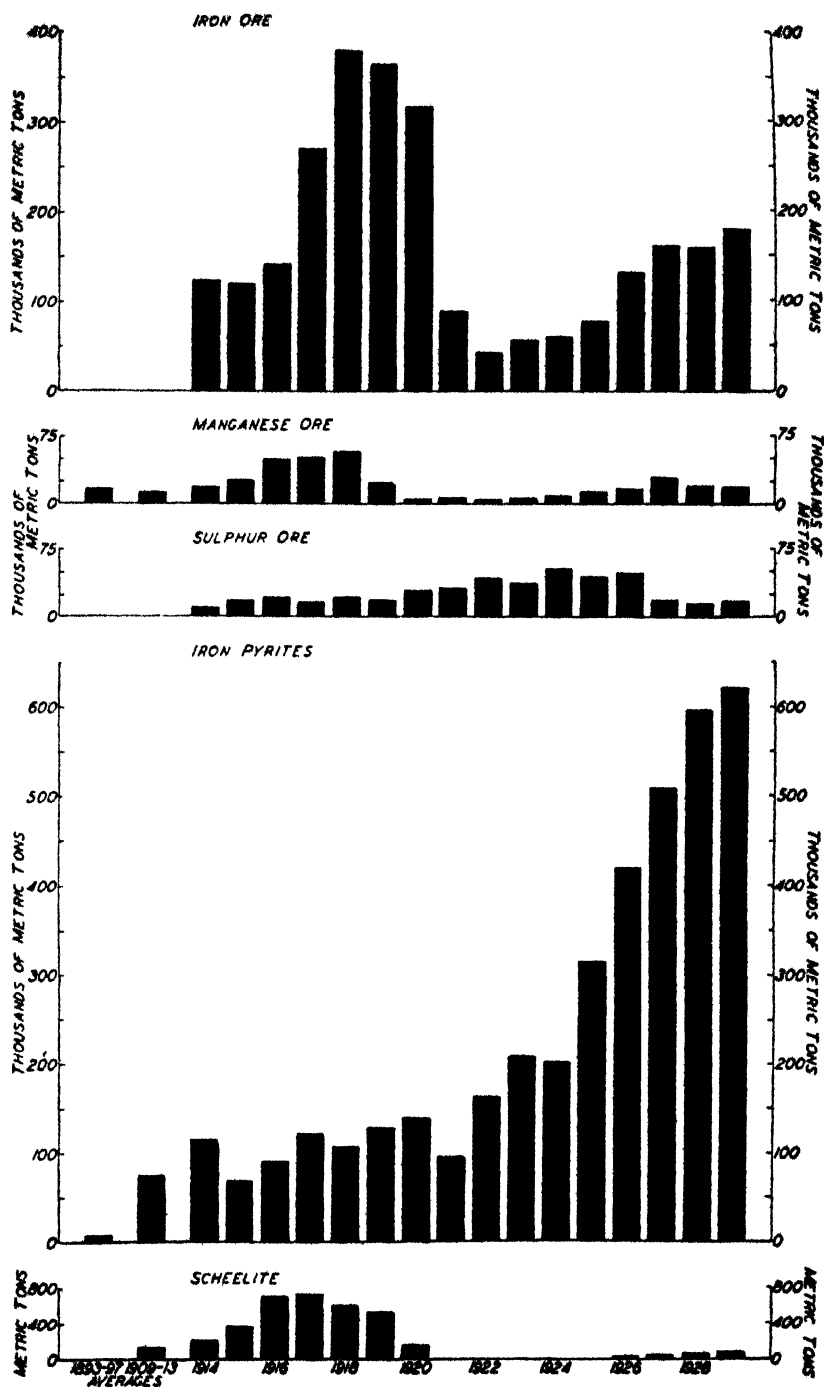 IRON ORE
400
300
200
100
0
THOUSANDS OF METRIC TONS
400
300
200
100
0
THOUSANDS OF METRIC TONS
MANGANESE ORE
75
0
THOUSANDS OF
METRIC TONS
75
0
THOUSANDS OF
METRIC TONS
SULPHUR ORE
75
0
75
0
IRON PYRITES
600
500
400
300
200
100
0
THOUSANDS OF METRIC TONS
600
500
400
300
200
100
0
THOUSANDS OF METRIC TONS
SCHEELITE
800
400
0
METRIC TONS
800
400
0
METRIC TONS
1893-97 1909-13 1914 1916 1918 1920 1922 1924 1926 1928
AVERAGES